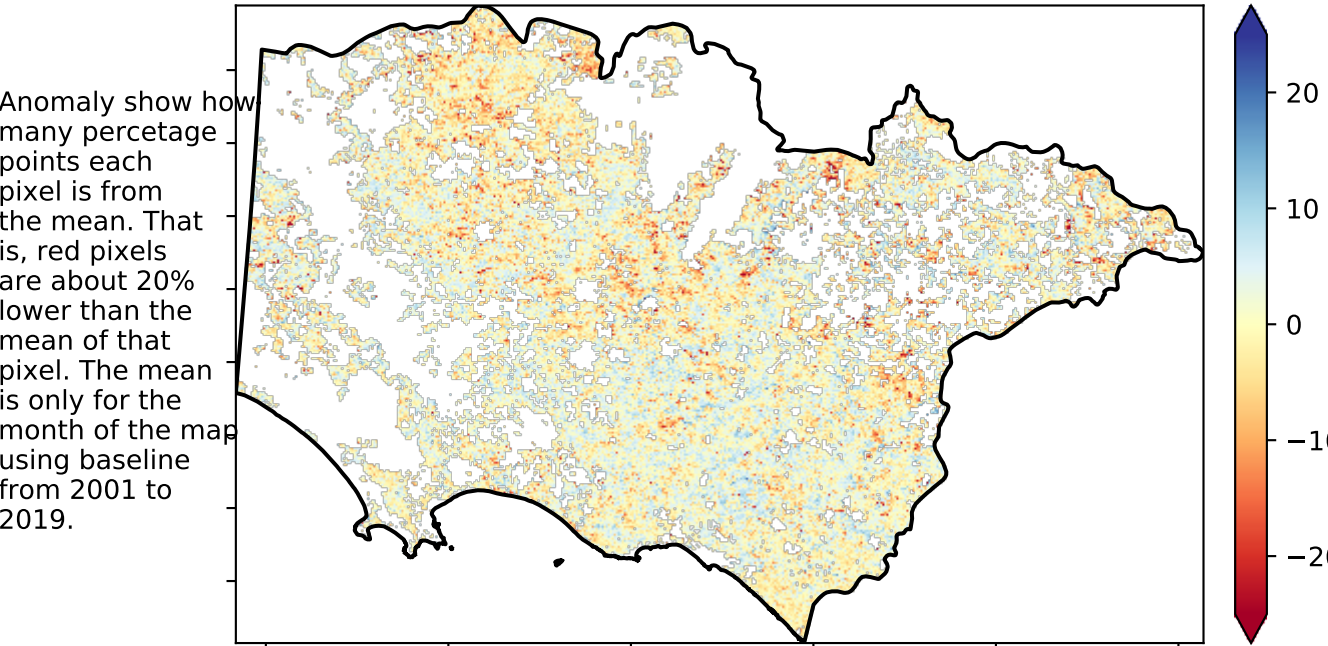 Anomaly show how
many percetage
points each
pixel is from
the mean. That
is, red pixels
are about 20%
lower than the
mean of that
pixel. The mean
is only for the
month of the map
using baseline
from 2001 to
2019.
20
10
0
−10
−20